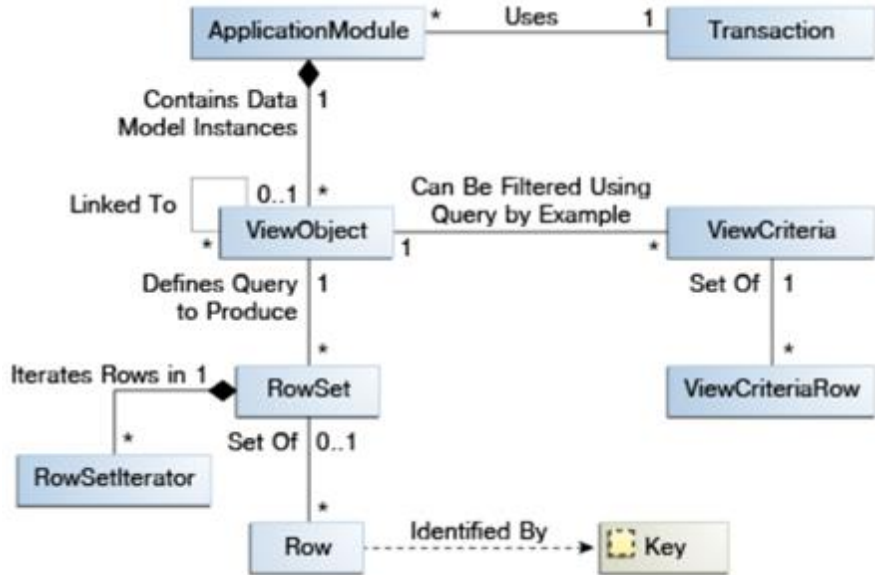 ApplicationModule
*
Uses
1
Transaction
Contains Data
Model Instances
1
Linked To
0..1
*
*
ViewObject
1
Can Be Filtered Using
Query by Example
*
ViewCriteria
Defines Query
to Produce
1
*
Set Of
1
*
ViewCriteriaRow
Iterates Rows in 1
*
RowSet
RowSetIterator
Set Of
0..1
*
Row
Identified By
Key